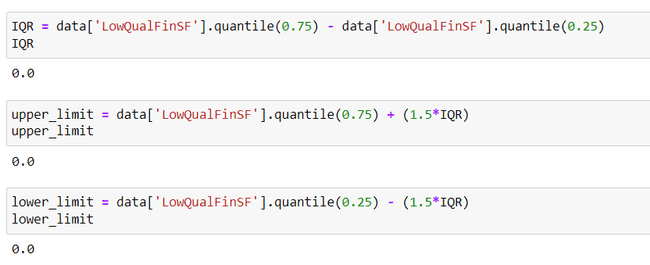 IQR = data['LowQualFinSF'].quantile(0.75) - data['LowQualFinSF'].quantile(0.25)
IQR
0.0
upper_limit = data['LowQualFinSF'].quantile(0.75) + (1.5*IQR)
upper_limit
0.0
lower_limit = data['LowQualFinSF'].quantile(0.25) - (1.5*IQR)
lower_limit
0.0